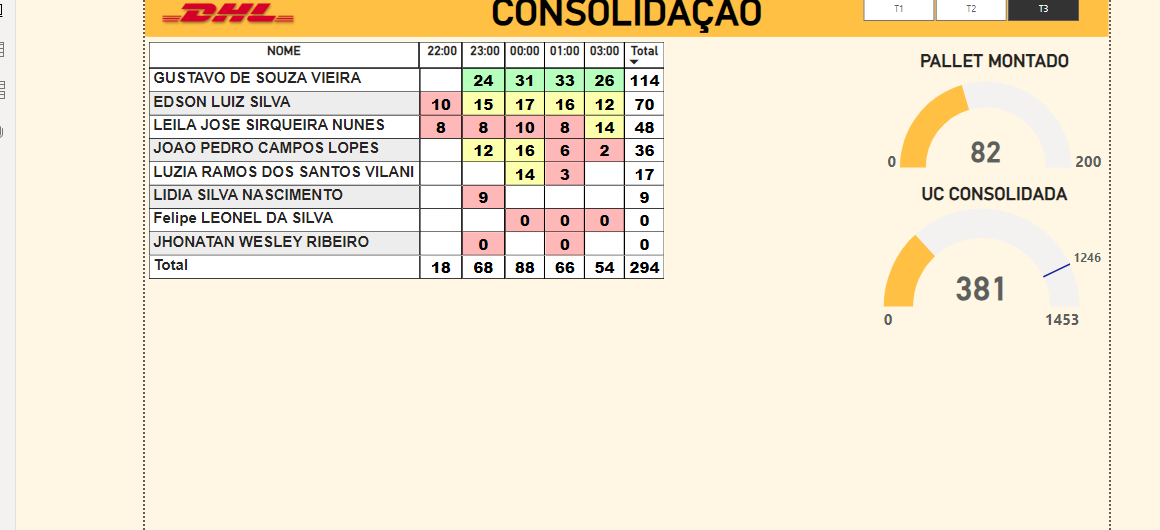 DHL
CONSOLIDAÇÃO
T1 T2 T3
NOME 22:00 23:00 00:00 01:00 03:00 Total
GUSTAVO DE SOUZA VIEIRA 24 31 33 26 114
EDSON LUIZ SILVA 10 15 17 16 12 70
LEILA JOSE SIRQUEIRA NUNES 8 8 10 8 14 48
JOAO PEDRO CAMPOS LOPES 12 16 6 2 36
LUZIA RAMOS DOS SANTOS VILANI 14 3 17
LIDIA SILVA NASCIMENTO 9 9
Felipe LEONEL DA SILVA 0 0 0 0
JHONATAN WESLEY RIBEIRO 0 0 0
Total 18 68 88 66 54 294
PALLET MONTADO
82
0 200
UC CONSOLIDADA
1246
381
0 1453